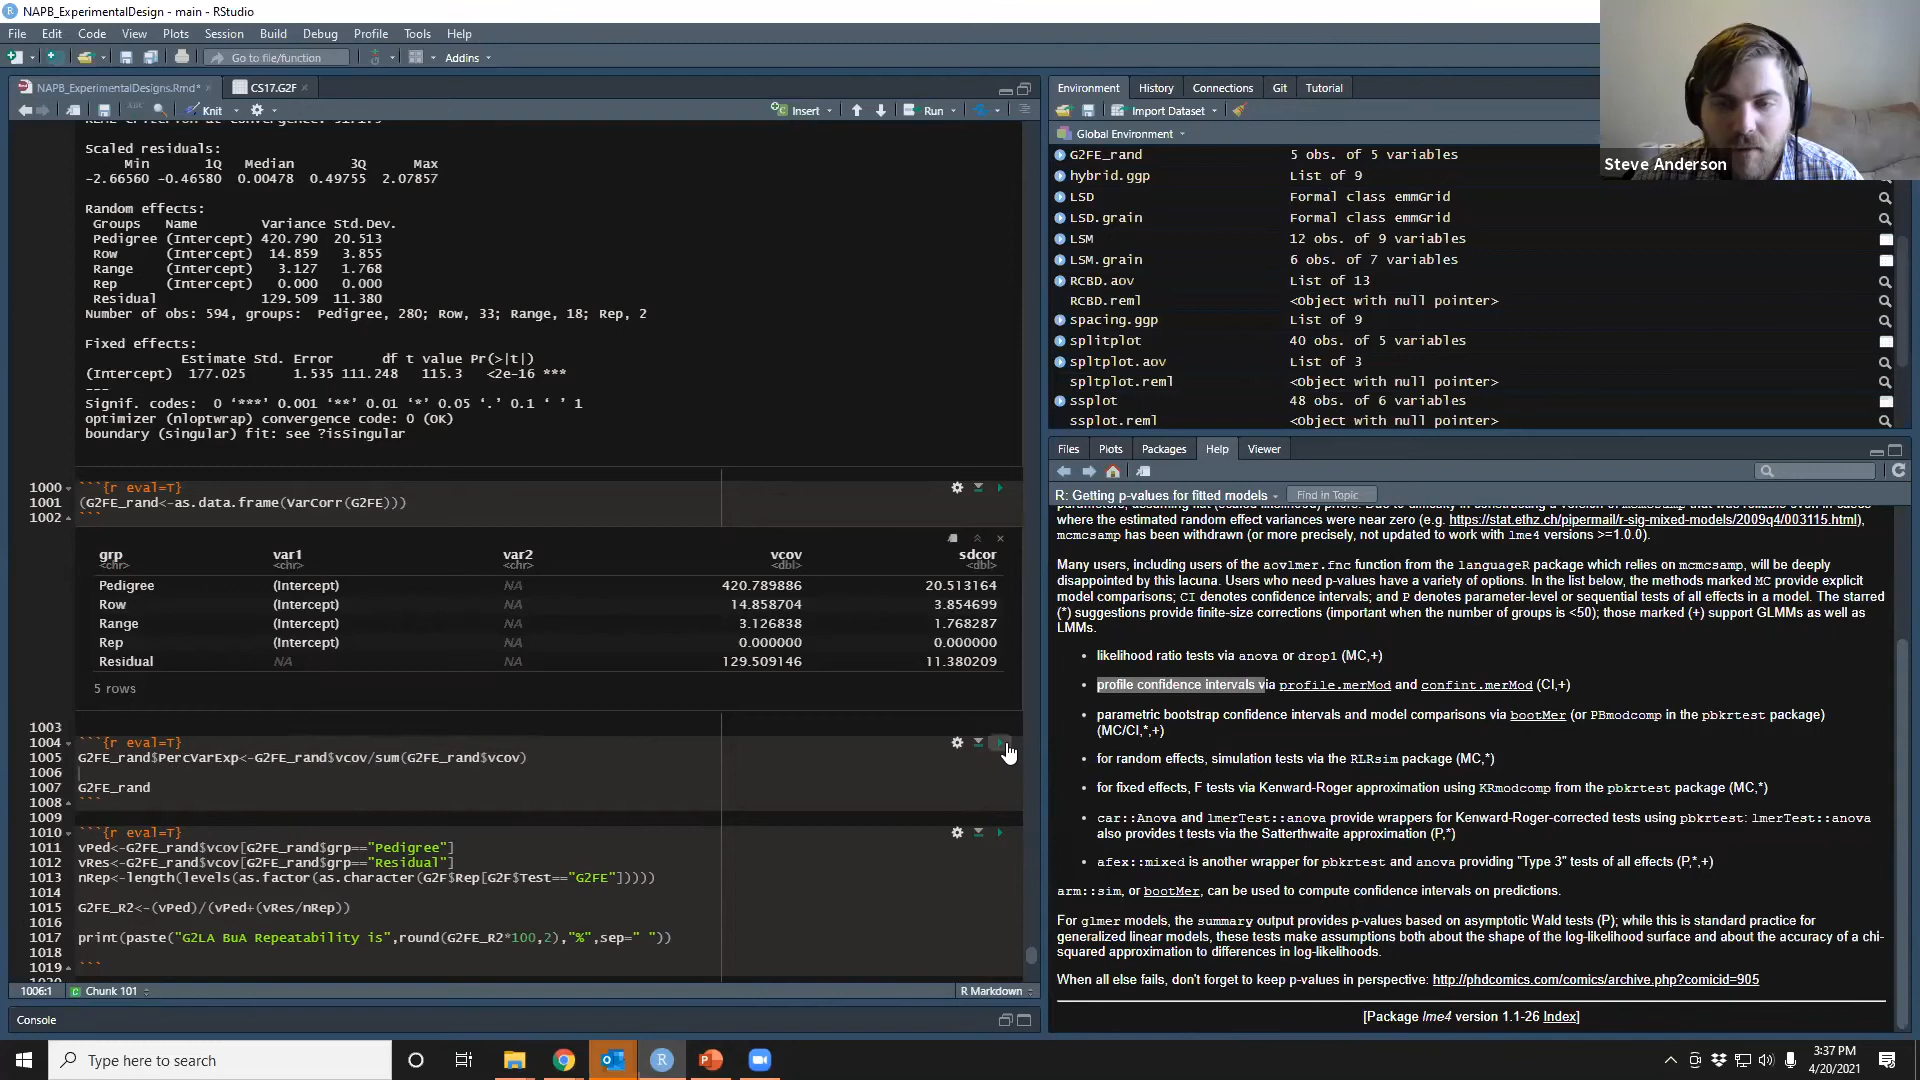 NAPB_ExperimentalDesign - main - RStudio
File Edit Code View Plots Session Build Debug Profile Tools Help
Go to file/function Addins
NAPB_ExperimentalDesigns.Rmd* CS17.G2F
Knit Insert Run
Scaled residuals:
Min 1Q Median 3Q Max
-2.66560 -0.46580 0.00478 0.49755 2.07857
Random effects:
Groups Name Variance Std.Dev.
Pedigree (Intercept) 420.790 20.513
Row (Intercept) 14.859 3.855
Range (Intercept) 3.127 1.768
Rep (Intercept) 0.000 0.000
Residual 129.509 11.380
Number of obs: 594, groups: Pedigree, 280; Row, 33; Range, 18; Rep, 2
Fixed effects:
Estimate Std. Error df t value Pr(>|t|)
(Intercept) 177.025 1.535 111.248 115.3 <2e-16 ***
---
Signif. codes: 0 ‘***’ 0.001 ‘**’ 0.01 ‘*’ 0.05 ‘.’ 0.1 ‘ ’ 1
optimizer (nloptwrap) convergence code: 0 (OK)
boundary (singular) fit: see ?isSingular
1000 ```{r eval=T}
1001 (G2FE_rand<-as.data.frame(VarCorr(G2FE)))
1002 ```
grp var1 var2 vcov sdcor
<chr> <chr> <chr> <dbl> <dbl>
Pedigree (Intercept) NA 420.789886 20.513164
Row (Intercept) NA 14.858704 3.854699
Range (Intercept) NA 3.126838 1.768287
Rep (Intercept) NA 0.000000 0.000000
Residual NA NA 129.509146 11.380209
5 rows
1003
1004 ```{r eval=T}
1005 G2FE_rand$PercVarExp<-G2FE_rand$vcov/sum(G2FE_rand$vcov)
1006
1007 G2FE_rand
1008 ```
1009
1010 ```{r eval=T}
1011 vPed<-G2FE_rand$vcov[G2FE_rand$grp=="Pedigree"]
1012 vRes<-G2FE_rand$vcov[G2FE_rand$grp=="Residual"]
1013 nRep<-length(levels(as.factor(as.character(G2F$Rep[G2F$Test=="G2FE"]))))
1014
1015 G2FE_R2<-(vPed)/(vPed+(vRes/nRep))
1016
1017 print(paste("G2LA BuA Repeatability is",round(G2FE_R2*100,2),"%",sep=" "))
1018
1019 ```
1006:1 Chunk 101 R Markdown
Console
Environment History Connections Git Tutorial
Import Dataset
Global Environment
G2FE_rand 5 obs. of 5 variables
hybrid.ggp List of 9
LSD Formal class emmGrid
LSD.grain Formal class emmGrid
LSM 12 obs. of 9 variables
LSM.grain 6 obs. of 7 variables
RCBD.aov List of 13
RCBD.reml <Object with null pointer>
spacing.ggp List of 9
splitplot 40 obs. of 5 variables
spltplot.aov List of 3
spltplot.reml <Object with null pointer>
ssplot 48 obs. of 6 variables
ssplot.reml <Object with null pointer>
Steve Anderson
Files Plots Packages Help Viewer
R: Getting p-values for fitted models Find in Topic
where the estimated random effect variances were near zero (e.g. https://stat.ethz.ch/pipermail/r-sig-mixed-models/2009q4/003115.html),
mcmcsamp has been withdrawn (or more precisely, not updated to work with lme4 versions >=1.0.0).
Many users, including users of the aovlmer.fnc function from the languageR package which relies on mcmcsamp, will be deeply
disappointed by this lacuna. Users who need p-values have a variety of options. In the list below, the methods marked MC provide explicit
model comparisons; CI denotes confidence intervals; and P denotes parameter-level or sequential tests of all effects in a model. The starred
(*) suggestions provide finite-size corrections (important when the number of groups is <50); those marked (+) support GLMMs as well as
LMMs.
• likelihood ratio tests via anova or drop1 (MC,+)
• profile confidence intervals via profile.merMod and confint.merMod (CI,+)
• parametric bootstrap confidence intervals and model comparisons via bootMer (or PBmodcomp in the pbkrtest package)
(MC/CI,*,+)
• for random effects, simulation tests via the RLRsim package (MC,*)
• for fixed effects, F tests via Kenward-Roger approximation using KRmodcomp from the pbkrtest package (MC,*)
• car::Anova and lmerTest::anova provide wrappers for Kenward-Roger-corrected tests using pbkrtest: lmerTest::anova
also provides t tests via the Satterthwaite approximation (P,*)
• afex::mixed is another wrapper for pbkrtest and anova providing "Type 3" tests of all effects (P,*,+)
arm::sim, or bootMer, can be used to compute confidence intervals on predictions.
For glmer models, the summary output provides p-values based on asymptotic Wald tests (P); while this is standard practice for
generalized linear models, these tests make assumptions both about the shape of the log-likelihood surface and about the accuracy of a chi-
squared approximation to differences in log-likelihoods.
When all else fails, don't forget to keep p-values in perspective: http://phdcomics.com/comics/archive.php?comicid=905
[Package lme4 version 1.1-26 Index]
Type here to search
3:37 PM
4/20/2021